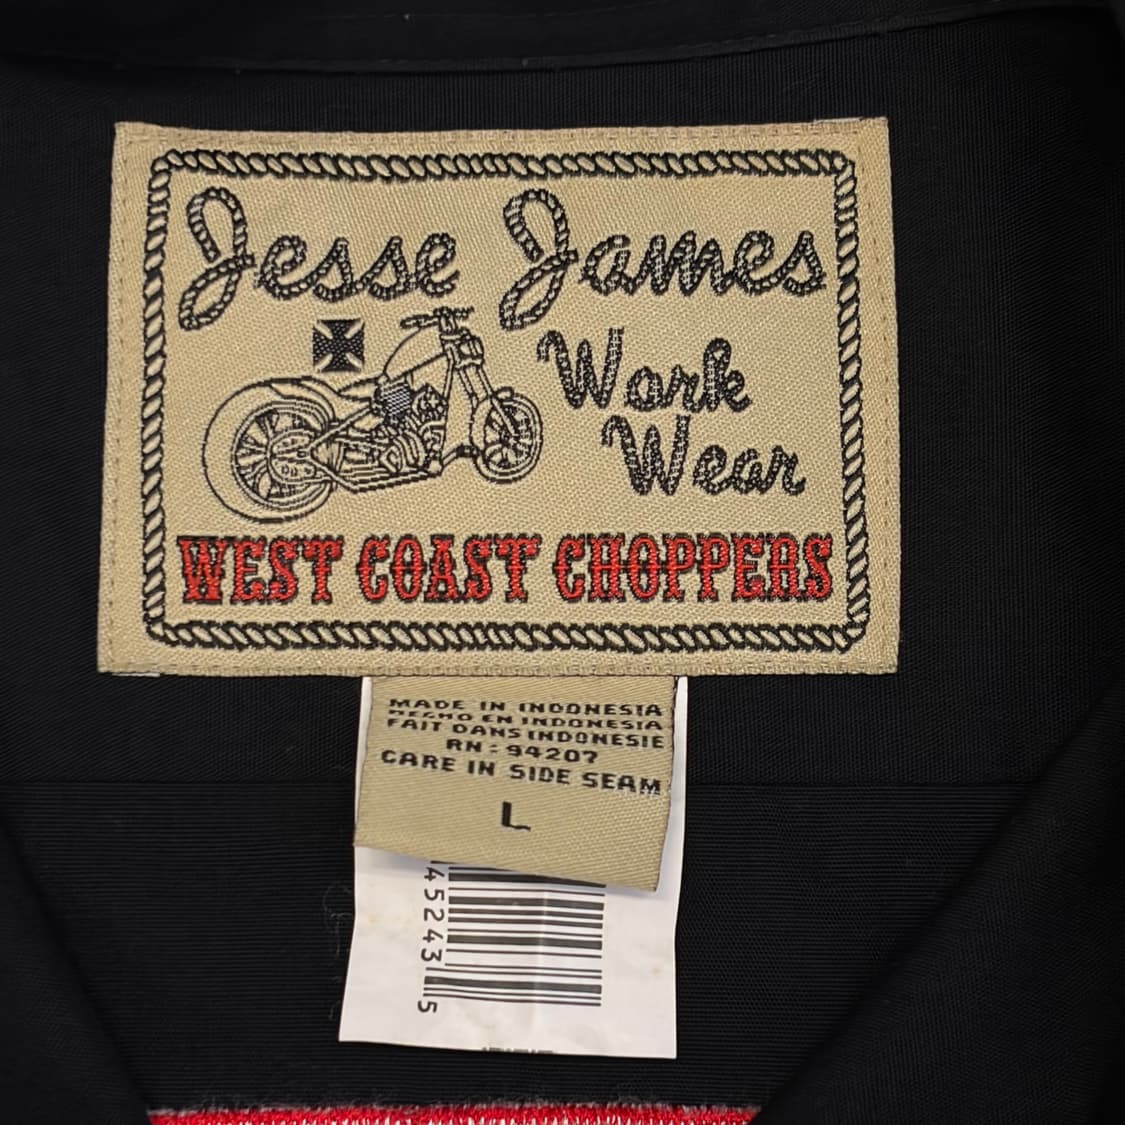 Jesse James
Work
Wear
WEST COAST CHOPPERS
MADE IN INDONESIA
HECHO EN INDONESIA
FAIT DANS INDONESIE
RN: 94207
CARE IN SIDE SEAM
L
45243 5